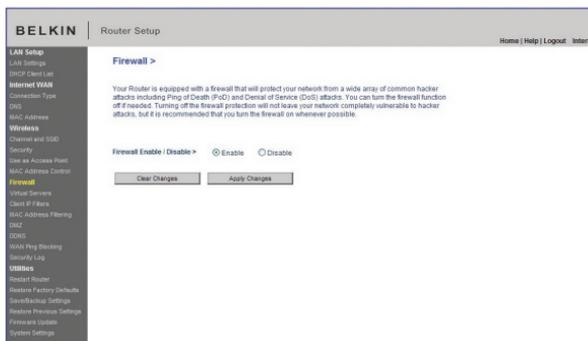 BELKIN
Router Setup
Home | Help | Logout
LAN Setup
LAN Settings
DHCP Client List
Internet WAN
Connection Type
DNS
MAC Address
Wireless
Channel and SSID
Security
Use as Access Point
MAC Address Control
Firewall
Virtual Servers
Client IP Filters
MAC Address Filtering
DMZ
DDNS
WAN Ping Blocking
Security Log
Utilities
Restart Router
Restore Factory Defaults
Save/Backup Settings
Restore Previous Settings
Firmware Update
System Settings
Firewall >
Your Router is equipped with a firewall that will protect your network from a wide array of common hacker
attacks including Ping of Death (PoD) and Denial of Service (DoS) attacks. You can turn the firewall function
off if needed. Turning off the firewall protection will not leave your network completely vulnerable to hacker
attacks, but it is recommended that you turn the firewall on whenever possible.
Firewall Enable / Disable > Enable Disable
Clear Changes Apply Changes